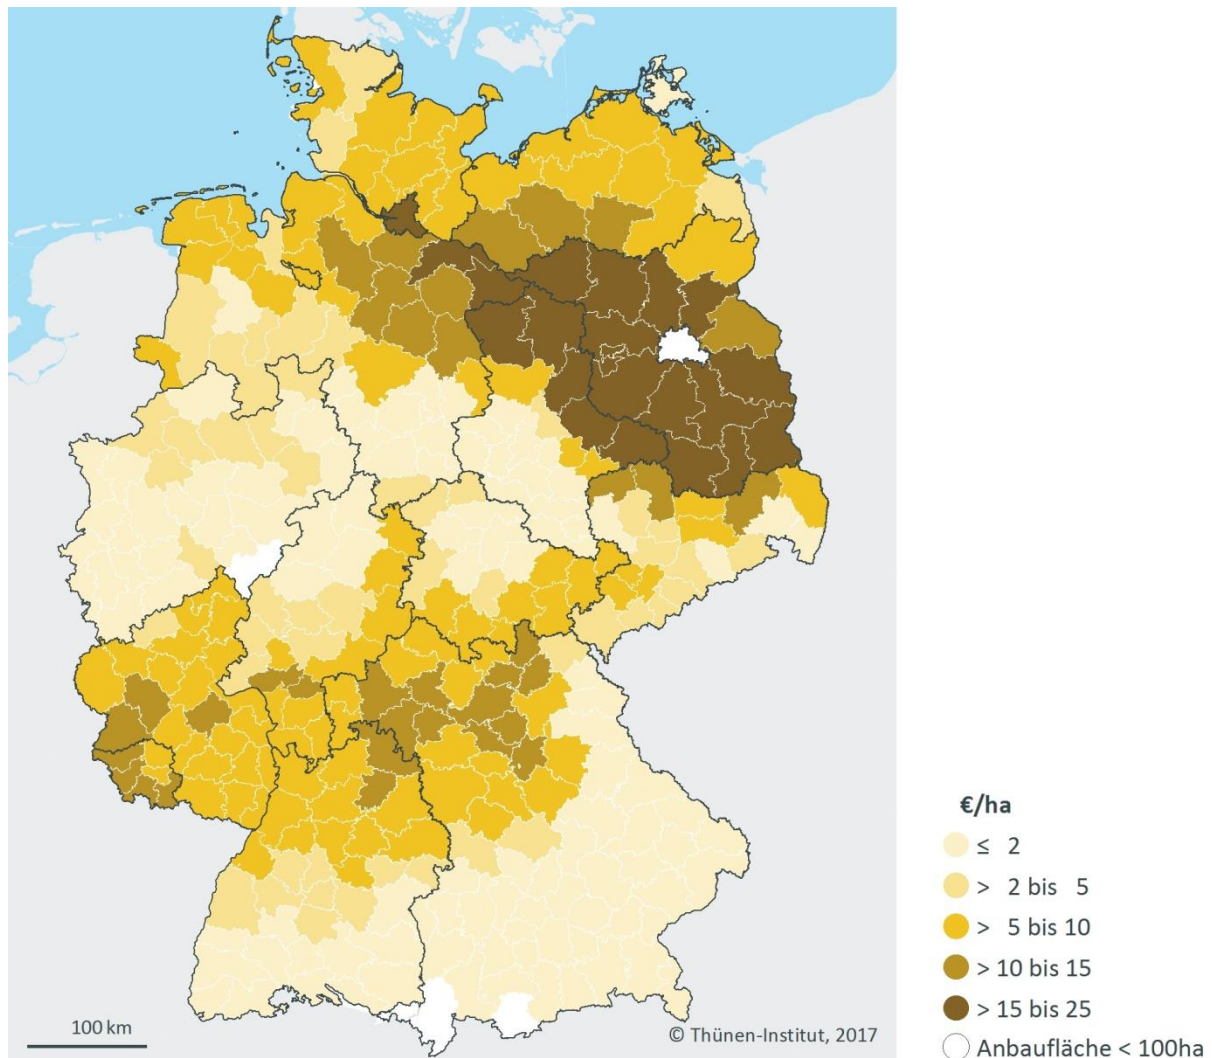 €/ha
≤ 2
> 2 bis 5
> 5 bis 10
> 10 bis 15
> 15 bis 25
Anbaufläche < 100ha
100 km
© Thünen-Institut, 2017